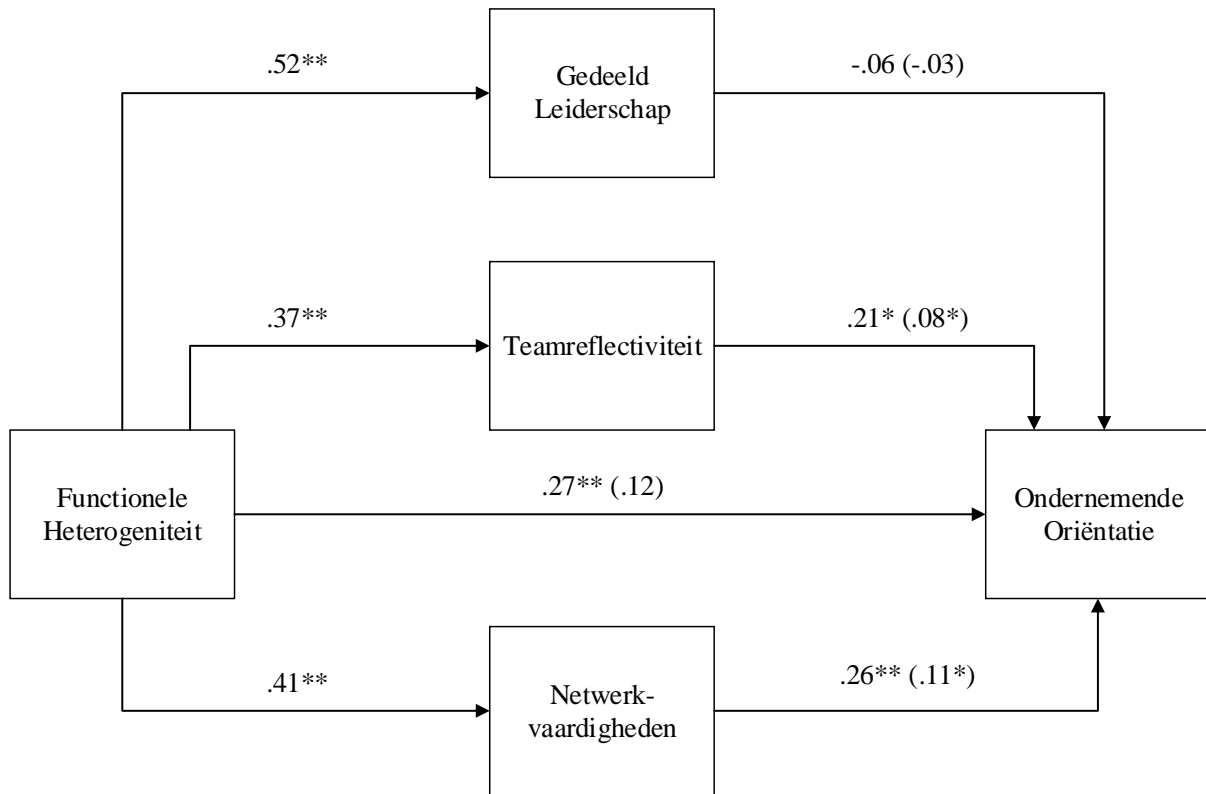 .52**
Gedeeld
Leiderschap
-.06 (-.03)
.37**
Teamreflectiviteit
.21* (.08*)
Functionele
Heterogeniteit
.27** (.12)
Ondernemende
Oriëntatie
.41**
Netwerk-
vaardigheden
.26** (.11*)